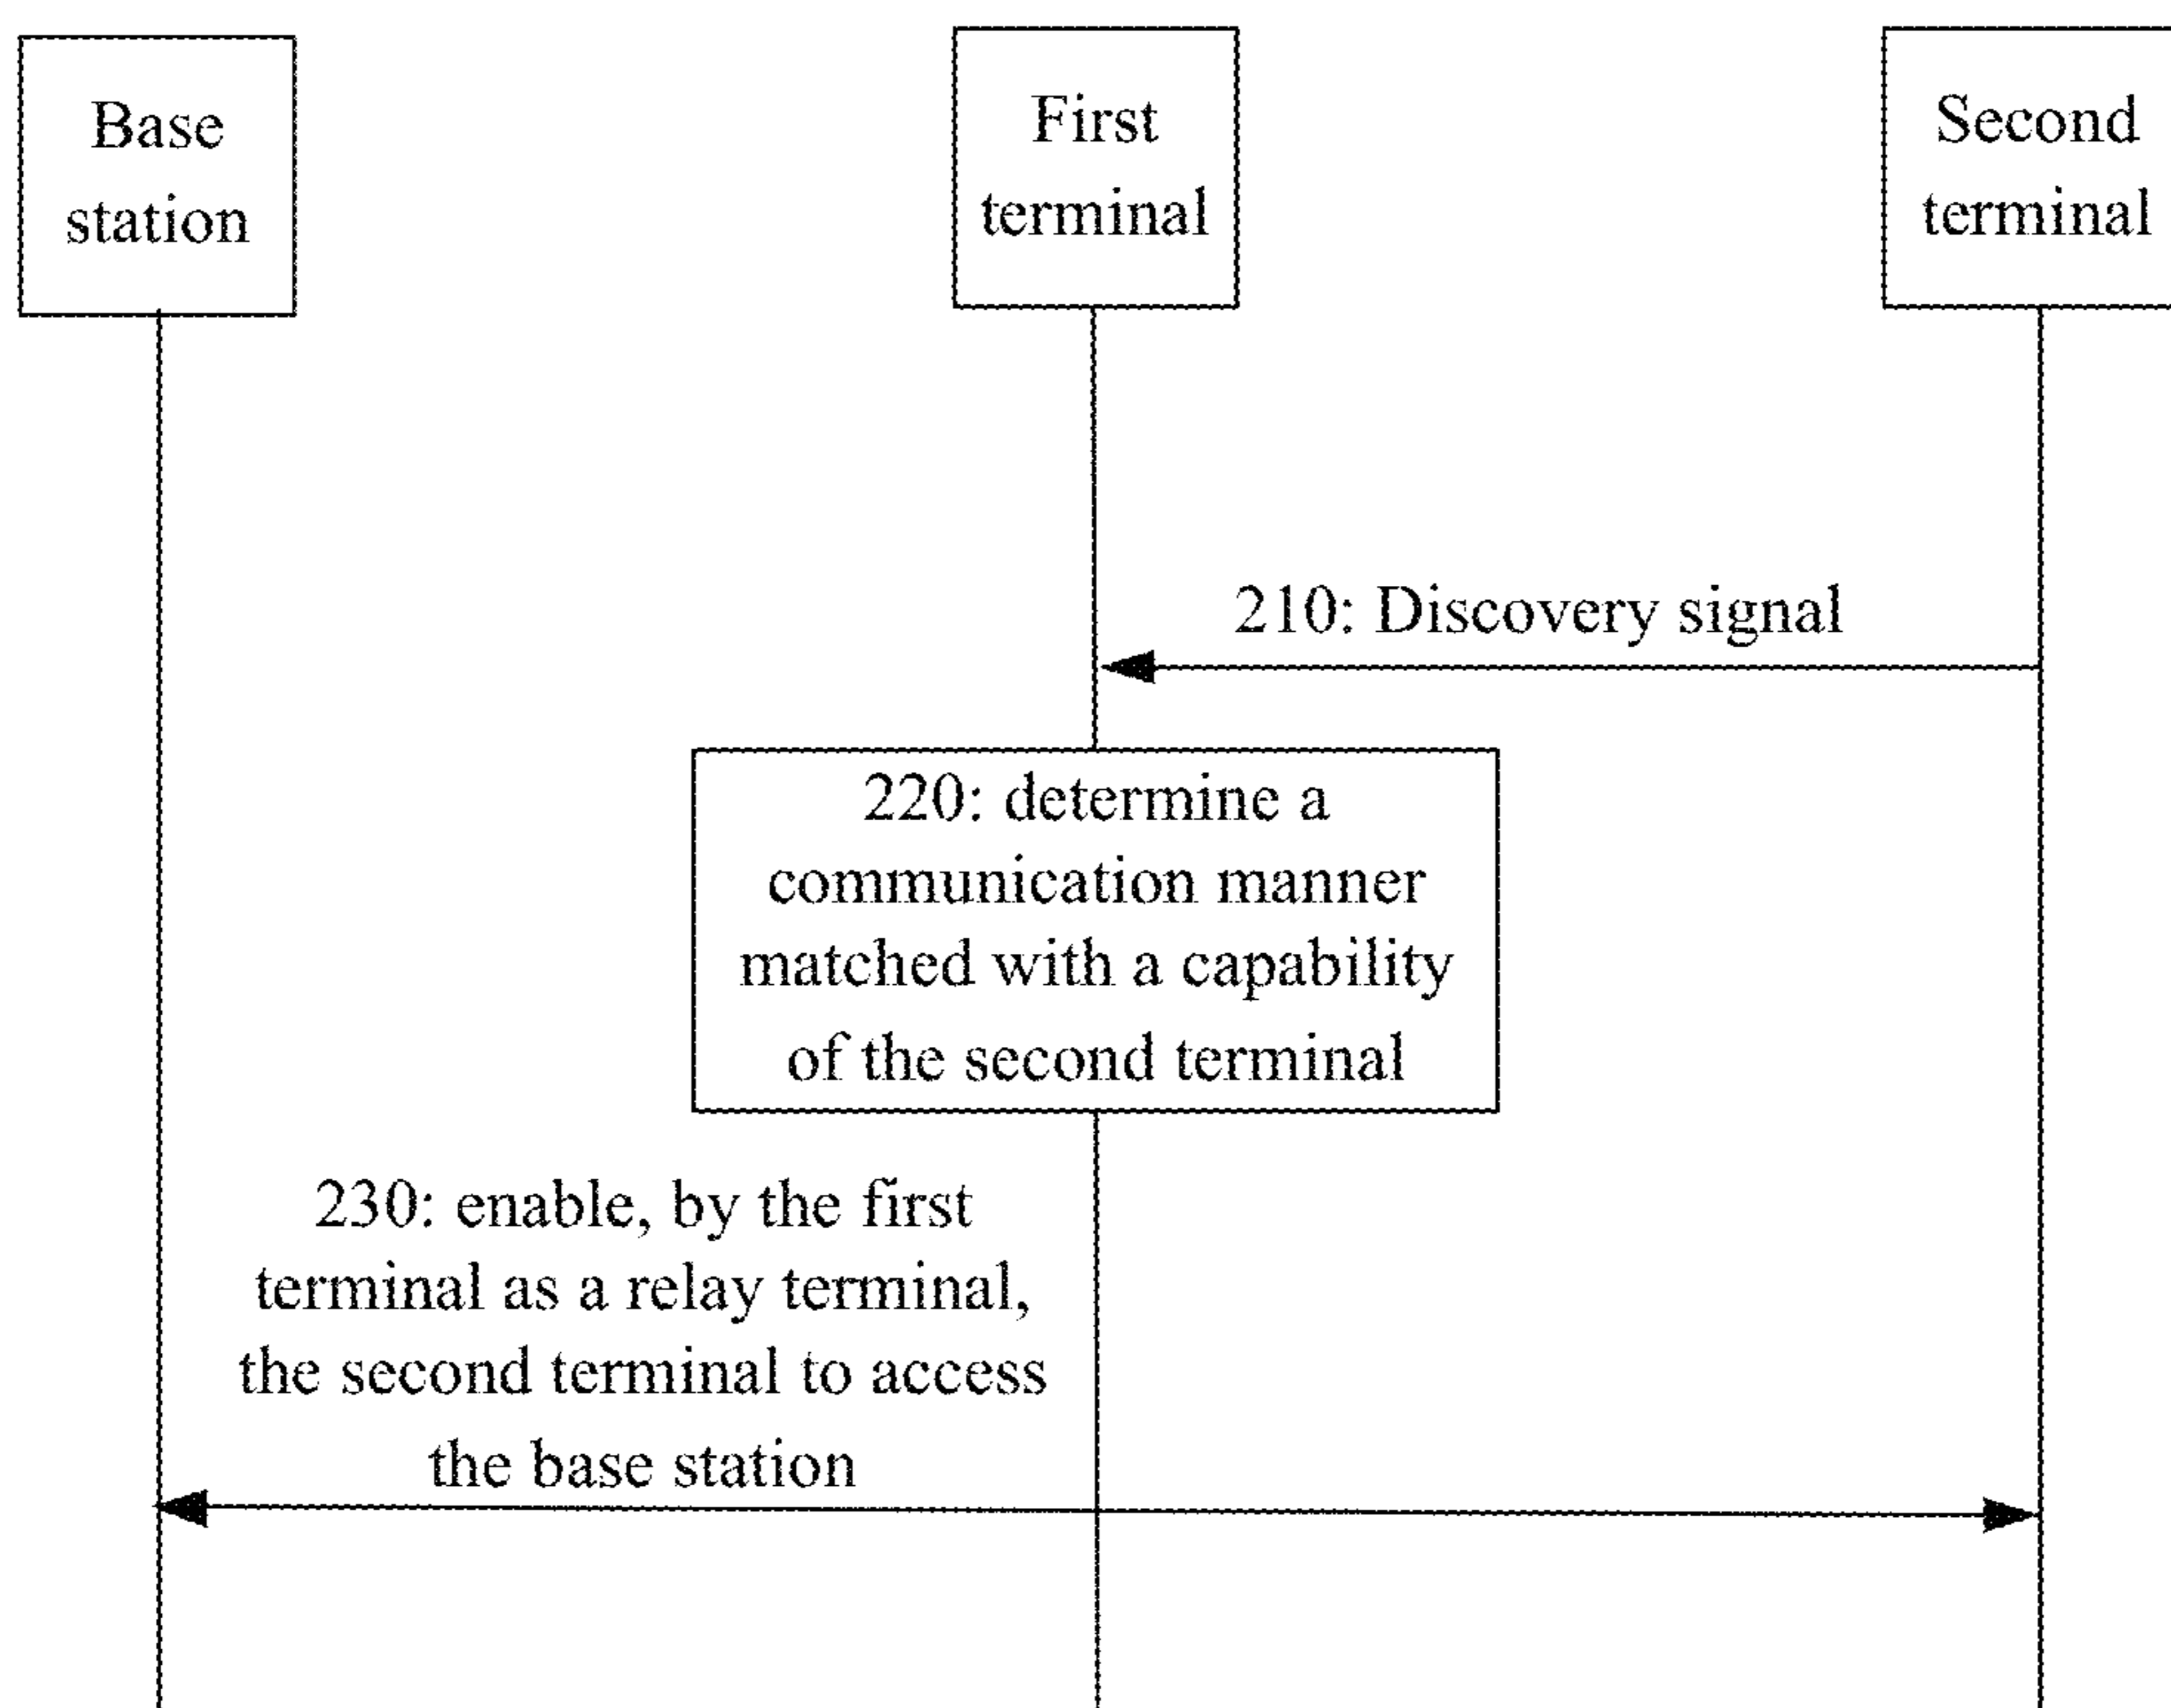 Base
station
First
terminal
Second
terminal
210: Discovery signal
220: determine a
communication manner
matched with a capability
of the second terminal
230: enable, by the first
terminal as a relay terminal,
the second terminal to access
the base station